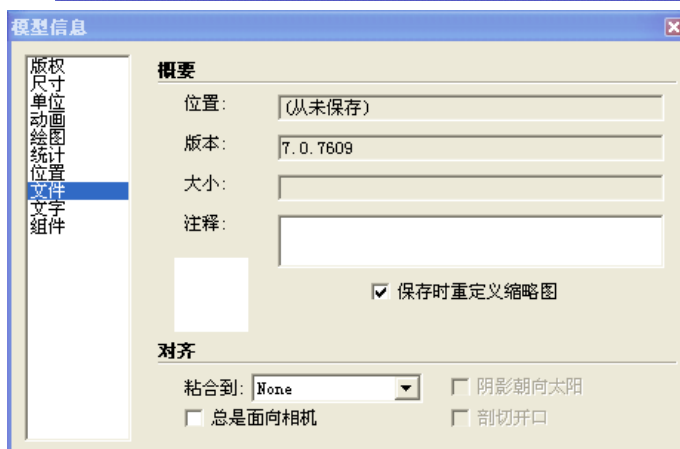 模型信息
版权
尺寸
单位
动画
绘图
统计
位置
文件
文字
组件
概要
位置:
(从未保存)
版本:
7.0.7609
大小:
注释:
保存时重定义缩略图
对齐
粘合到: None
阴影朝向太阳
总是面向相机
剖切开口